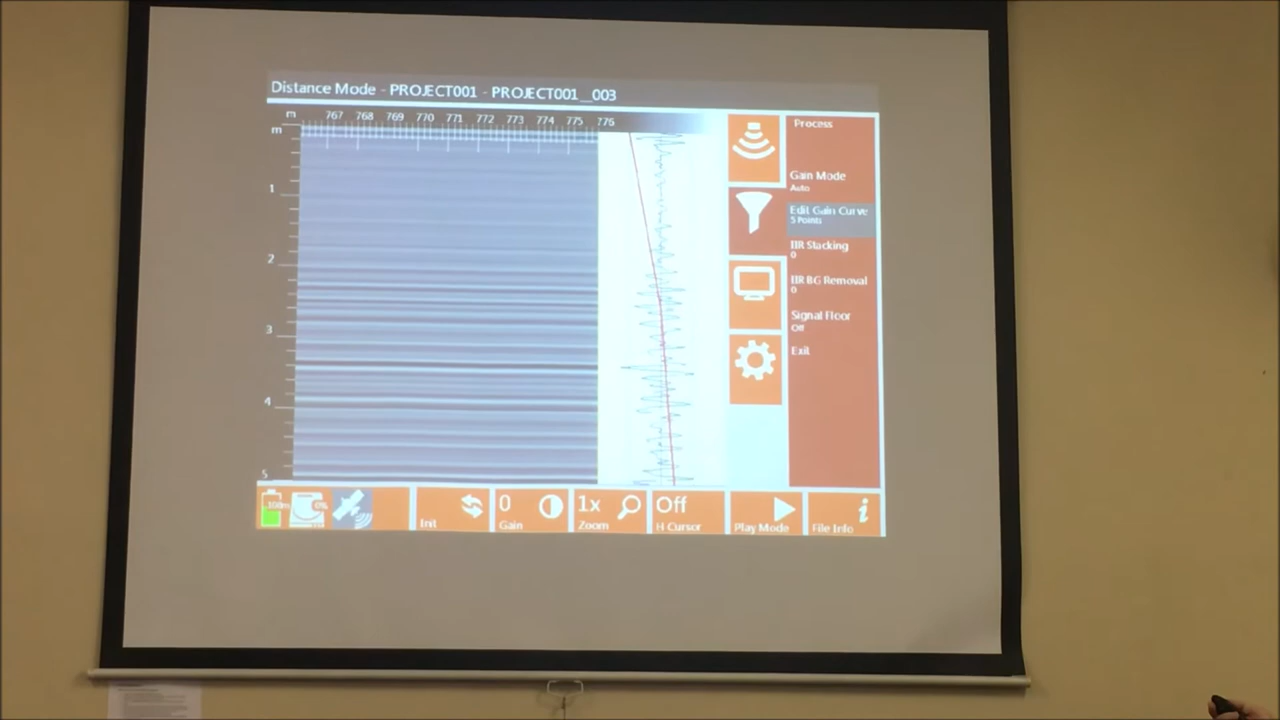 Distance Mode - PROJECT001 - PROJECT001__003
m 767 768 769 770 771 772 773 774 775 776
m
1
2
3
4
5
Process
Gain Mode
Auto
Edit Gain Curve
5 Points
IIR Stacking
0
IIR BG Removal
0
Signal Floor
Off
Exit
100m 0%
Init
0
Gain
1x
Zoom
Off
H Cursor
Play Mode
i
File Info